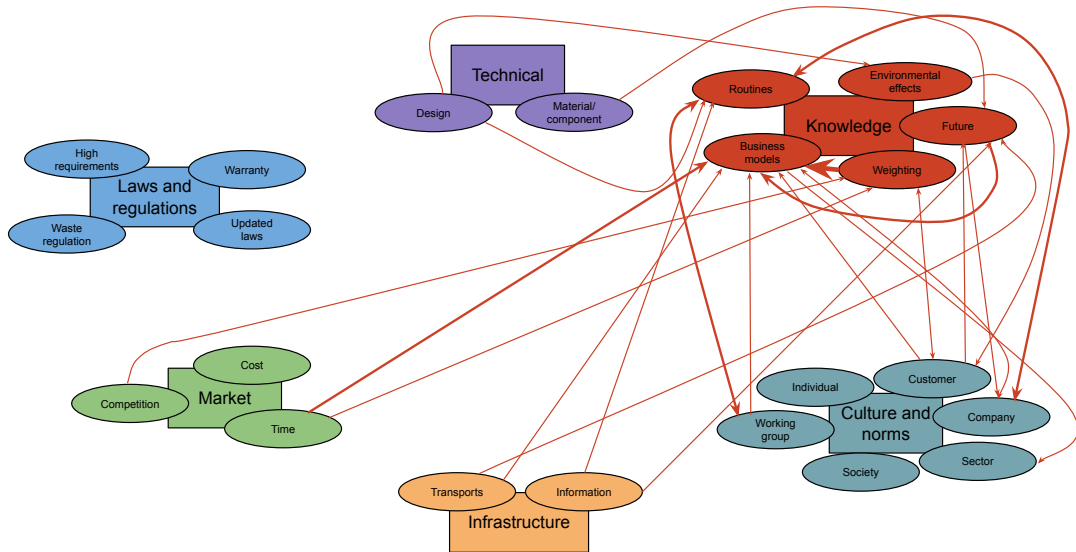 Technical
Design
Material/
component
Routines
Environmental
effects
Knowledge
Future
Business
models
Weighting
High
requirements
Laws and
regulations
Warranty
Waste
regulation
Updated
laws
Cost
Market
Competition
Time
Individual
Customer
Culture and
norms
Company
Working
group
Society
Sector
Transports
Information
Infrastructure